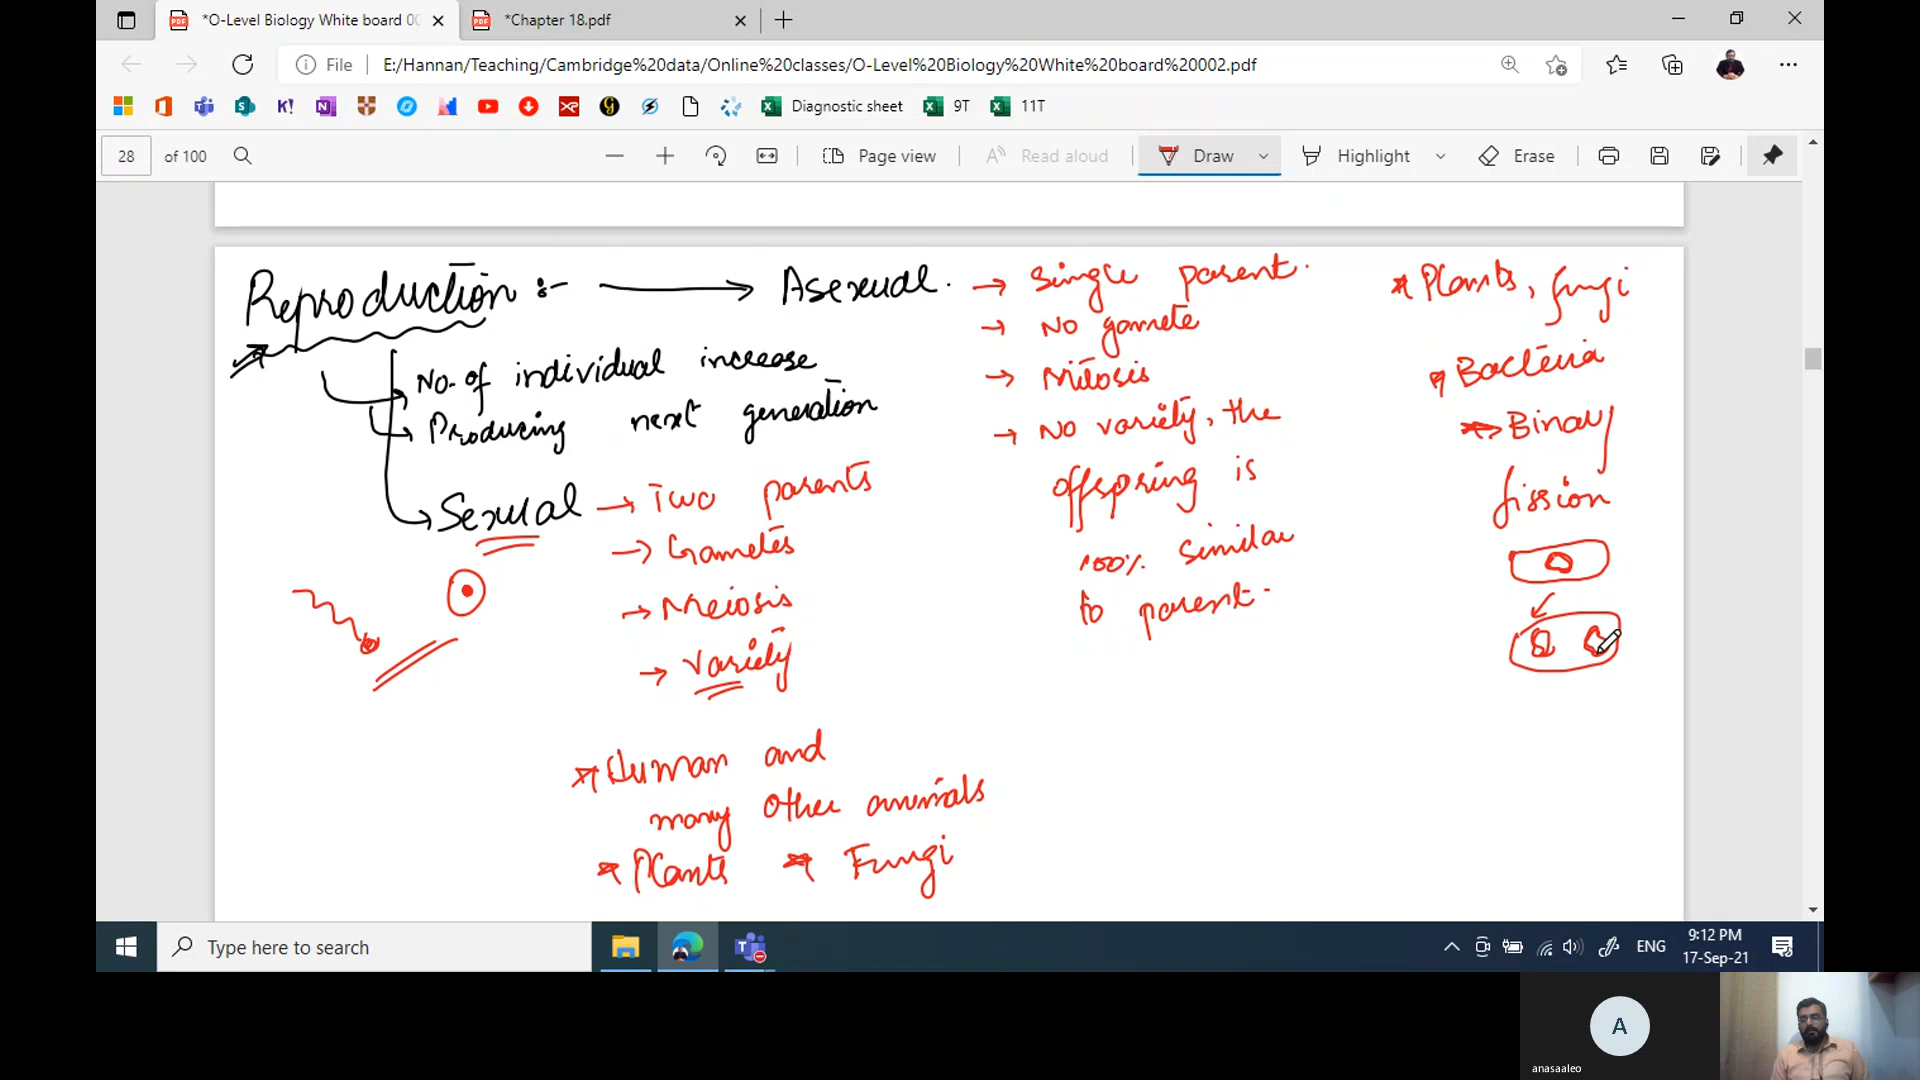 *O-Level Biology White board 00
*Chapter 18.pdf
File
E:/Hannan/Teaching/Cambridge%20data/Online%20classes/O-Level%20Biology%20White%20board%20002.pdf
K!
Diagnostic sheet
9T
11T
28
of 100
Page view
Read aloud
Draw
Highlight
Erase
Reproduction :- → Asexual.
→ Single parent.
→ No gamete
→ Mitosis
→ No variety, the
offspring is
100% similar
to parent.
* Plants, fungi
* Bacteria
→ Binary
fission
→ No. of individual increase
→ Producing next generation
→ Sexual
→ Two parents
→ Gametes
→ Meiosis
→ Variety
* Human and
many other animals
* Plants * Fungi
Type here to search
ENG
9:12 PM
17-Sep-21
A
anasaaleo